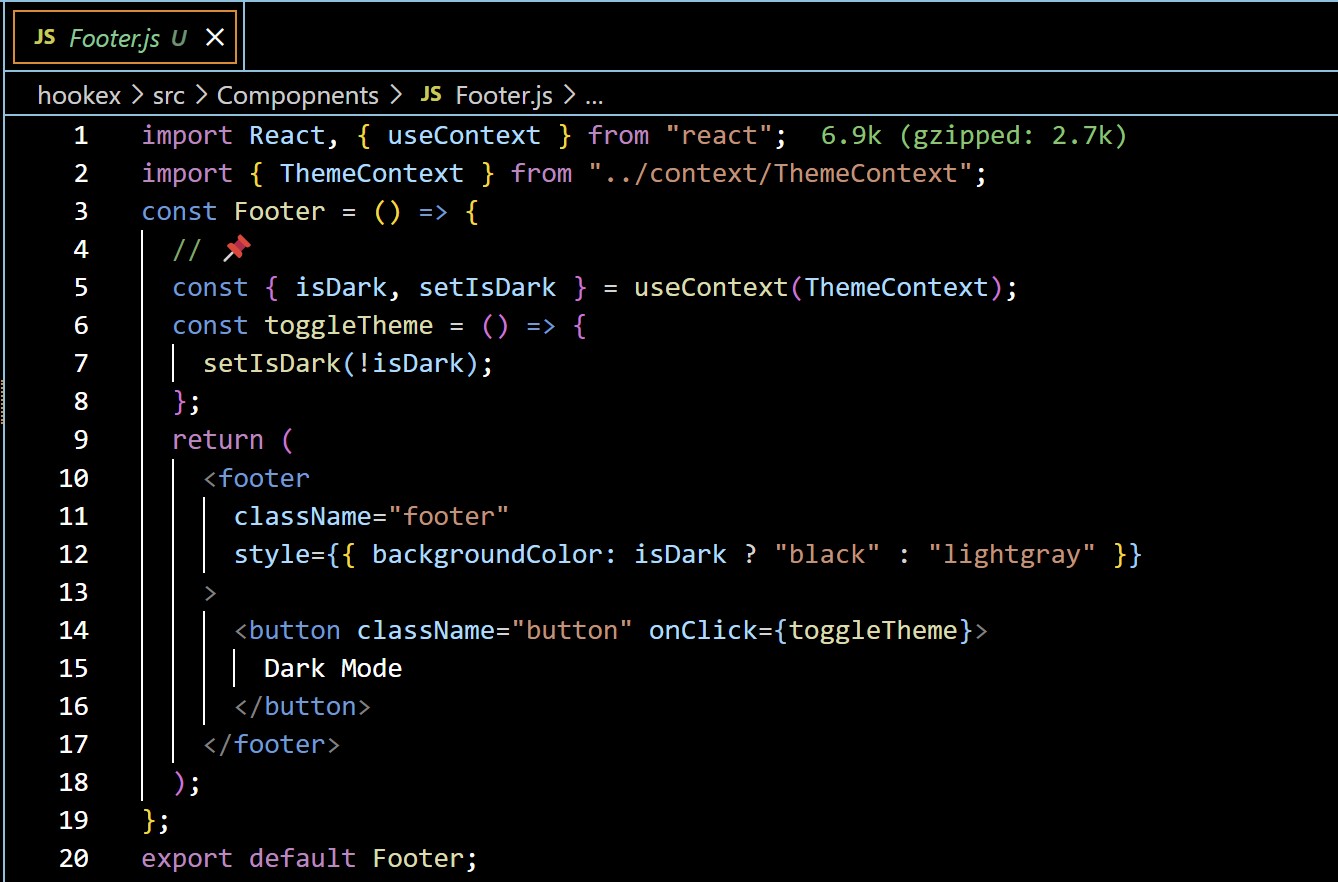 JS Footer.js U ×
hookex > src > Compopnents > JS Footer.js > ...
1 import React, { useContext } from "react"; 6.9k (gzipped: 2.7k)
2 import { ThemeContext } from "../context/ThemeContext";
3 const Footer = () => {
4   // 📌
5   const { isDark, setIsDark } = useContext(ThemeContext);
6   const toggleTheme = () => {
7     setIsDark(!isDark);
8   };
9   return (
10     <footer
11       className="footer"
12       style={{ backgroundColor: isDark ? "black" : "lightgray" }}
13     >
14       <button className="button" onClick={toggleTheme}>
15         Dark Mode
16       </button>
17     </footer>
18   );
19 };
20 export default Footer;